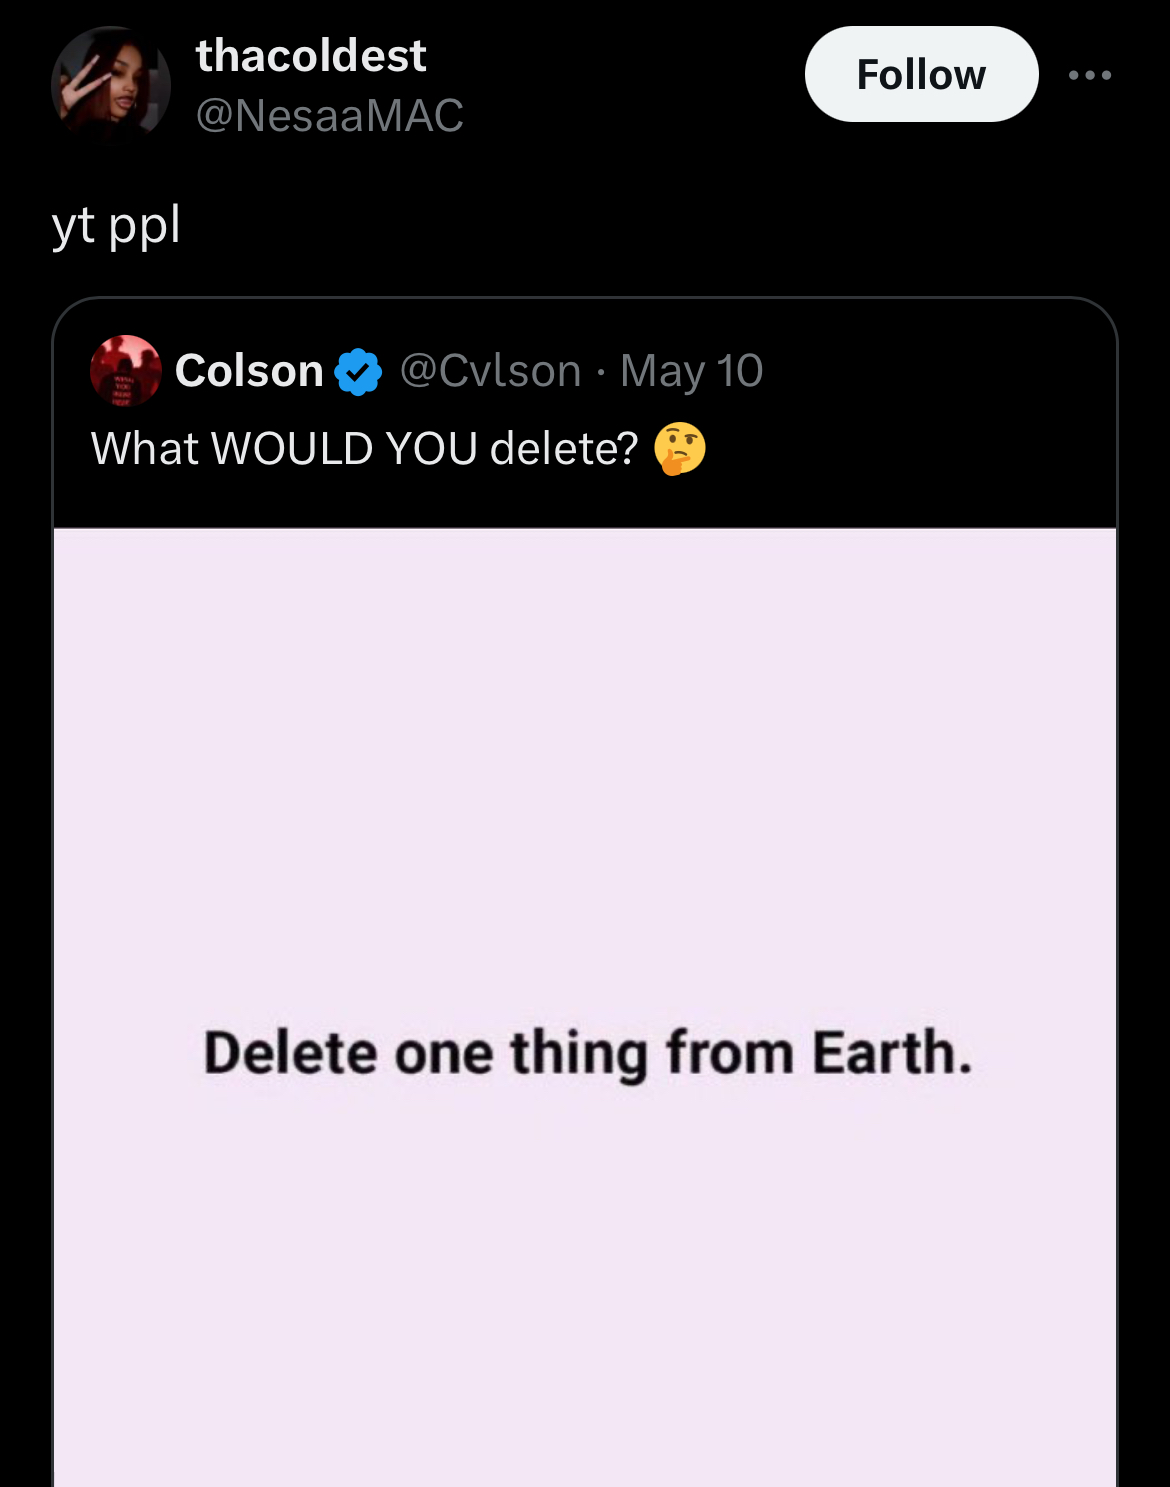 thacoldest
Follow
@NesaaMAC
yt ppl
Colson @Cvlson · May 10
What WOULD YOU delete? 🤔
Delete one thing from Earth.